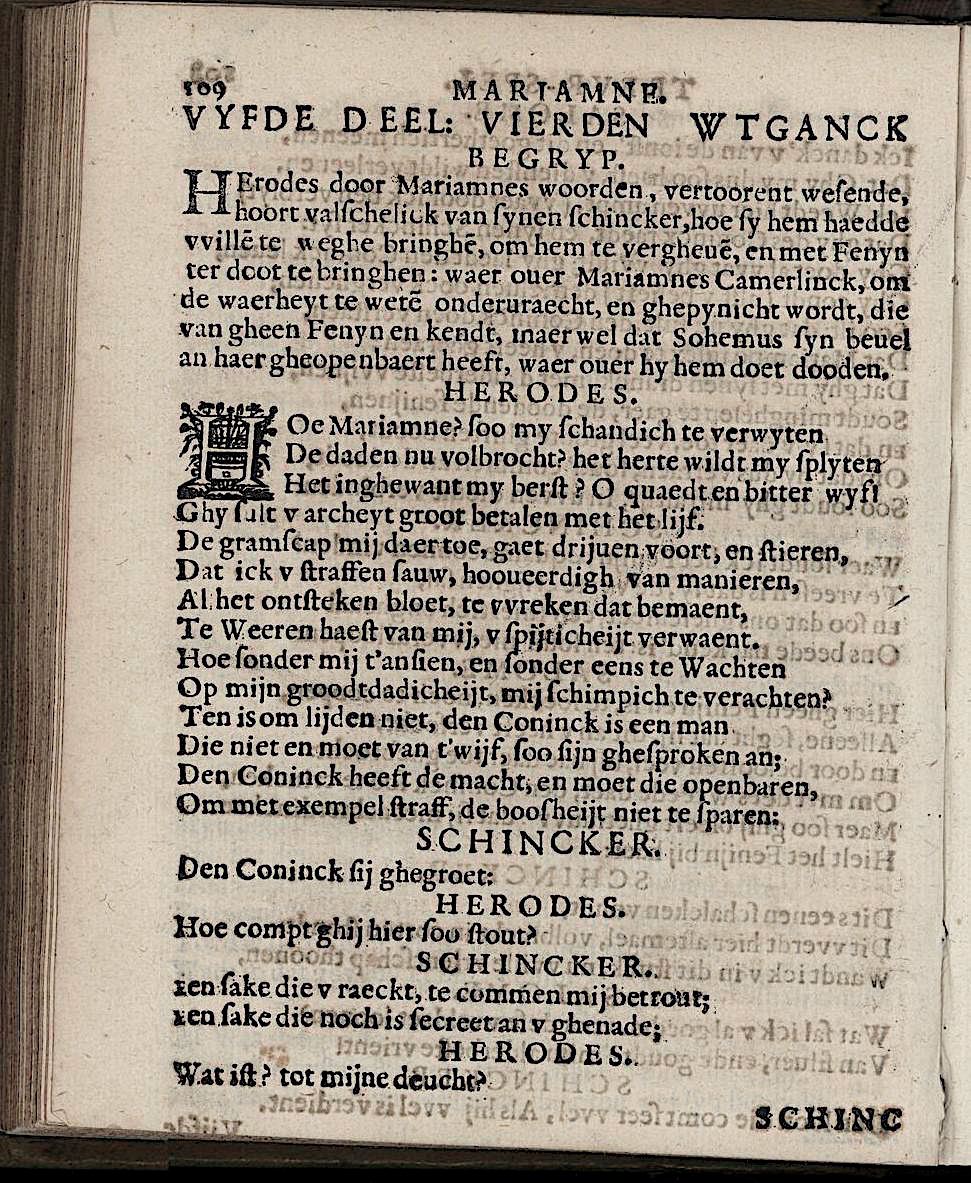 109 MARIAMNE.
VYFDE DEEL: VIERDEN WTGANCK
BEGRYP.
HErodes door Mariamnes woorden, vertoorent wesende,
hoort valschelick van synen schincker, hoe sy hem haedde
vvillē te weghe bringhē, om hem te vergheuē, en met Fenyn
ter doot te bringhen: waer ouer Mariamnes Camerlinck, om
de waerheyt te wetē onderuraecht, en ghepynicht wordt, die
van gheen Fenyn en kendt, maer wel dat Sohemus syn beuel
an haer gheopenbaert heeft, waer ouer hy hem doet dooden.
HERODES.
Oe Mariamne? soo my schandich te verwyten
De daden nu volbrocht? het herte wildt my splyten
Het inghewant my berst? O quaedt en bitter wyf!
Ghy sult v archeyt groot betalen met het lijf.
De gramscap mij daer toe, gaet drijuen voort, en stieren,
Dat ick v straffen sauw, hooueerdigh van manieren,
Al het ontsteken bloet, te vvreken dat bemaent,
Te Weeren haest van mij, v spijticheijt verwaent.
Hoe sonder mij t'ansien, en sonder eens te Wachten
Op mijn groodtdadicheijt, mij schimpich te verachten?
Ten is om lijden niet, den Coninck is een man
Die niet en moet van t'wijf, soo sijn ghesproken an;
Den Coninck heeft de macht, en moet die openbaren,
Om met exempel straff, de boosheijt niet te sparen:
SCHINCKER.
Den Coninck sij ghegroet:
HERODES.
Hoe compt ghij hier soo stout?
SCHINCKER.
een sake die v raeckt, te commen mij betrout;
een sake die noch is secreet an v ghenade;
HERODES.
Wat ist? tot mijne deucht?
SCHINC